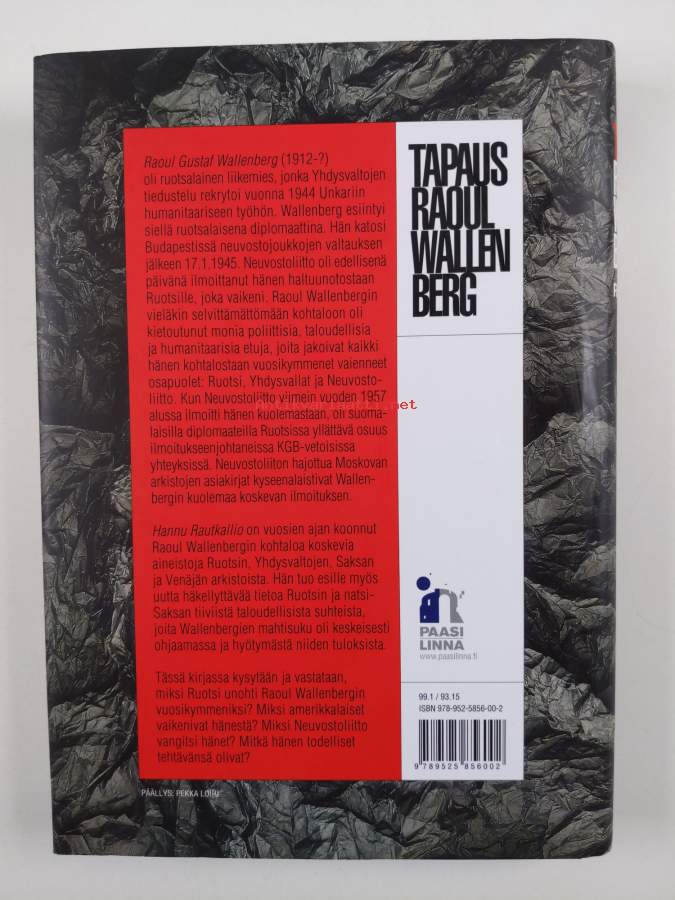 Raoul Gustaf Wallenberg (1912-?)
oli ruotsalainen liikemies, jonka Yhdysvaltojen
tiedustelu rekrytoi vuonna 1944 Unkariin
humanitaariseen työhön. Wallenberg esiintyi
siellä ruotsalaisena diplomaattina. Hän katosi
Budapestissä neuvostojoukkojen valtauksen
jälkeen 17.1.1945. Neuvostoliitto oli edellisenä
päivänä ilmoittanut hänen haltuunotostaan
Ruotsille, joka vaikeni. Raoul Wallenbergin
vieläkin selvittämättömään kohtaloon oli
kietoutunut monia poliittisia, taloudellisia
ja humanitaarisia etuja, joita jakoivat kaikki
hänen kohtalostaan vuosikymmenet vaienneet
osapuolet: Ruotsi, Yhdysvallat ja Neuvosto-
liitto. Kun Neuvostoliitto viimein vuoden 1957
alussa ilmoitti hänen kuolemastaan, oli suoma-
laisilla diplomaateilla Ruotsissa yllättävä osuus
ilmoitukseenjohtaneissa KGB-vetoisissa
yhteyksissä. Neuvostoliiton hajottua Moskovan
arkistojen asiakirjat kyseenalaistivat Wallen-
bergin kuolemaa koskevan ilmoituksen.
Hannu Rautkallio on vuosien ajan koonnut
Raoul Wallenbergin kohtaloa koskevia
aineistoja Ruotsin, Yhdysvaltojen, Saksan
ja Venäjän arkistoista. Hän tuo esille myös
uutta häkellyttävää tietoa Ruotsin ja natsi-
Saksan tiiviistä taloudellisista suhteista,
joita Wallenbergien mahtisuku oli keskeisesti
ohjaamassa ja hyötymästä niiden tuloksista.
Tässä kirjassa kysytään ja vastataan,
miksi Ruotsi unohti Raoul Wallenbergin
vuosikymmeniksi? Miksi amerikkalaiset
vaikenivat hänestä? Miksi Neuvostoliitto
vangitsi hänet? Mitkä hänen todelliset
tehtävänsä olivat?
PÄÄLLYS: PEKKA LOIRI
TAPAUS
RAOUL
WALLEN
BERG
.net
PAASI
LINNA
www.paasilinna.fi
99.1 / 93.15
ISBN 978-952-5856-00-2
9 789525 856002